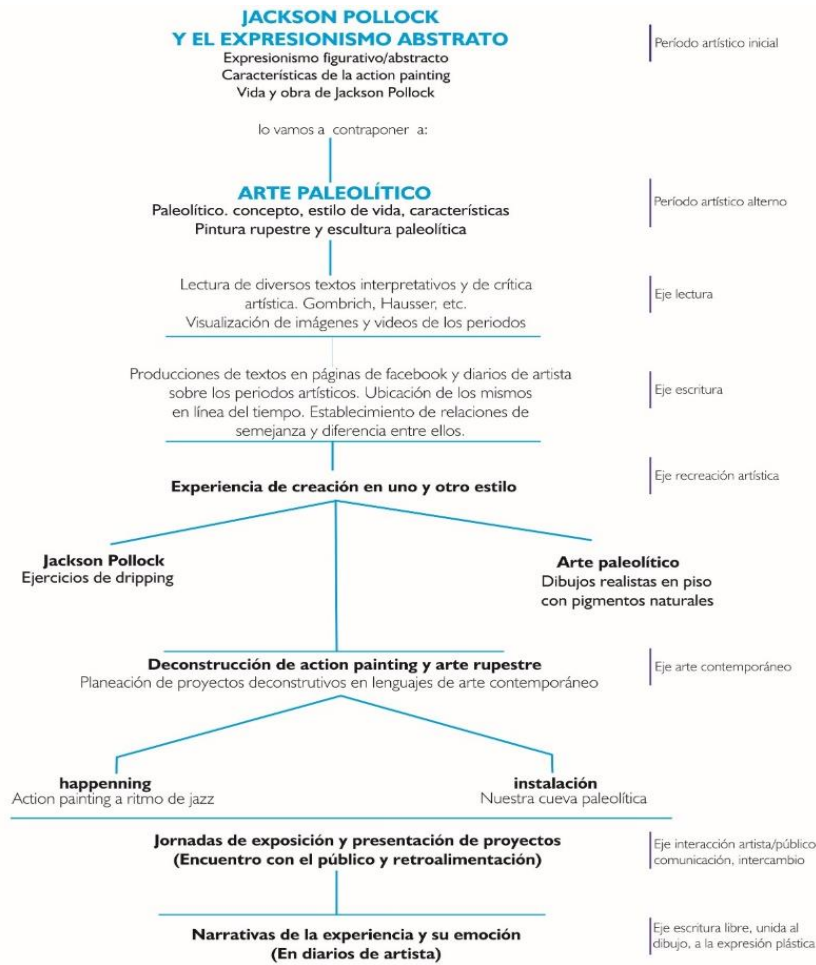 JACKSON POLLOCK
Y EL EXPRESIONISMO ABSTRATO
Expresionismo figurativo/abstracto
Características de la action painting
Vida y obra de Jackson Pollock
Período artístico inicial
lo vamos a contraponer a:
ARTE PALEOLÍTICO
Paleolítico. concepto, estilo de vida, características
Pintura rupestre y escultura paleolítica
Período artístico alterno
Lectura de diversos textos interpretativos y de crítica
artística. Gombrich, Hausser, etc.
Visualización de imágenes y videos de los periodos
Eje lectura
Producciones de textos en páginas de facebook y diarios de artista
sobre los periodos artísticos. Ubicación de los mismos
en línea del tiempo. Establecimiento de relaciones de
semejanza y diferencia entre ellos.
Eje escritura
Experiencia de creación en uno y otro estilo
Eje recreación artística
Jackson Pollock
Ejercicios de dripping
Arte paleolítico
Dibujos realistas en piso
con pigmentos naturales
Deconstrucción de action painting y arte rupestre
Planeación de proyectos deconstrutivos en lenguajes de arte contemporáneo
Eje arte contemporáneo
happenning
Action painting a ritmo de jazz
instalación
Nuestra cueva paleolítica
Jornadas de exposición y presentación de proyectos
(Encuentro con el público y retroalimentación)
Eje interacción artista/público
comunicación, intercambio
Narrativas de la experiencia y su emoción
(En diarios de artista)
Eje escritura libre, unida al
dibujo, a la expresión plástica